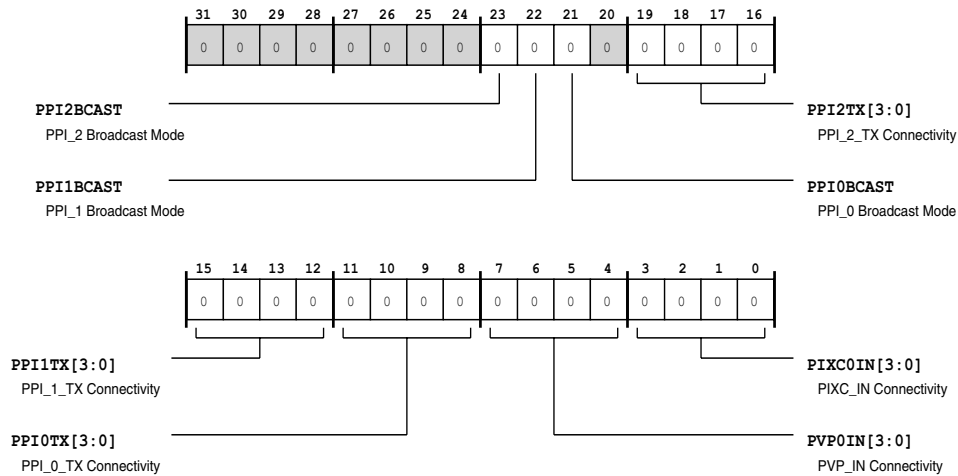 31 30 29 28 27 26 25 24 23 22 21 20 19 18 17 16
0 0 0 0 0 0 0 0 0 0 0 0 0 0 0 0
PPI2BCAST
PPI_2 Broadcast Mode
PPI2TX[3:0]
PPI_2_TX Connectivity
PPI1BCAST
PPI_1 Broadcast Mode
PPI0BCAST
PPI_0 Broadcast Mode
15 14 13 12 11 10 9 8 7 6 5 4 3 2 1 0
0 0 0 0 0 0 0 0 0 0 0 0 0 0 0 0
PPI1TX[3:0]
PPI_1_TX Connectivity
PIXC0IN[3:0]
PIXC_IN Connectivity
PPI0TX[3:0]
PPI_0_TX Connectivity
PVP0IN[3:0]
PVP_IN Connectivity